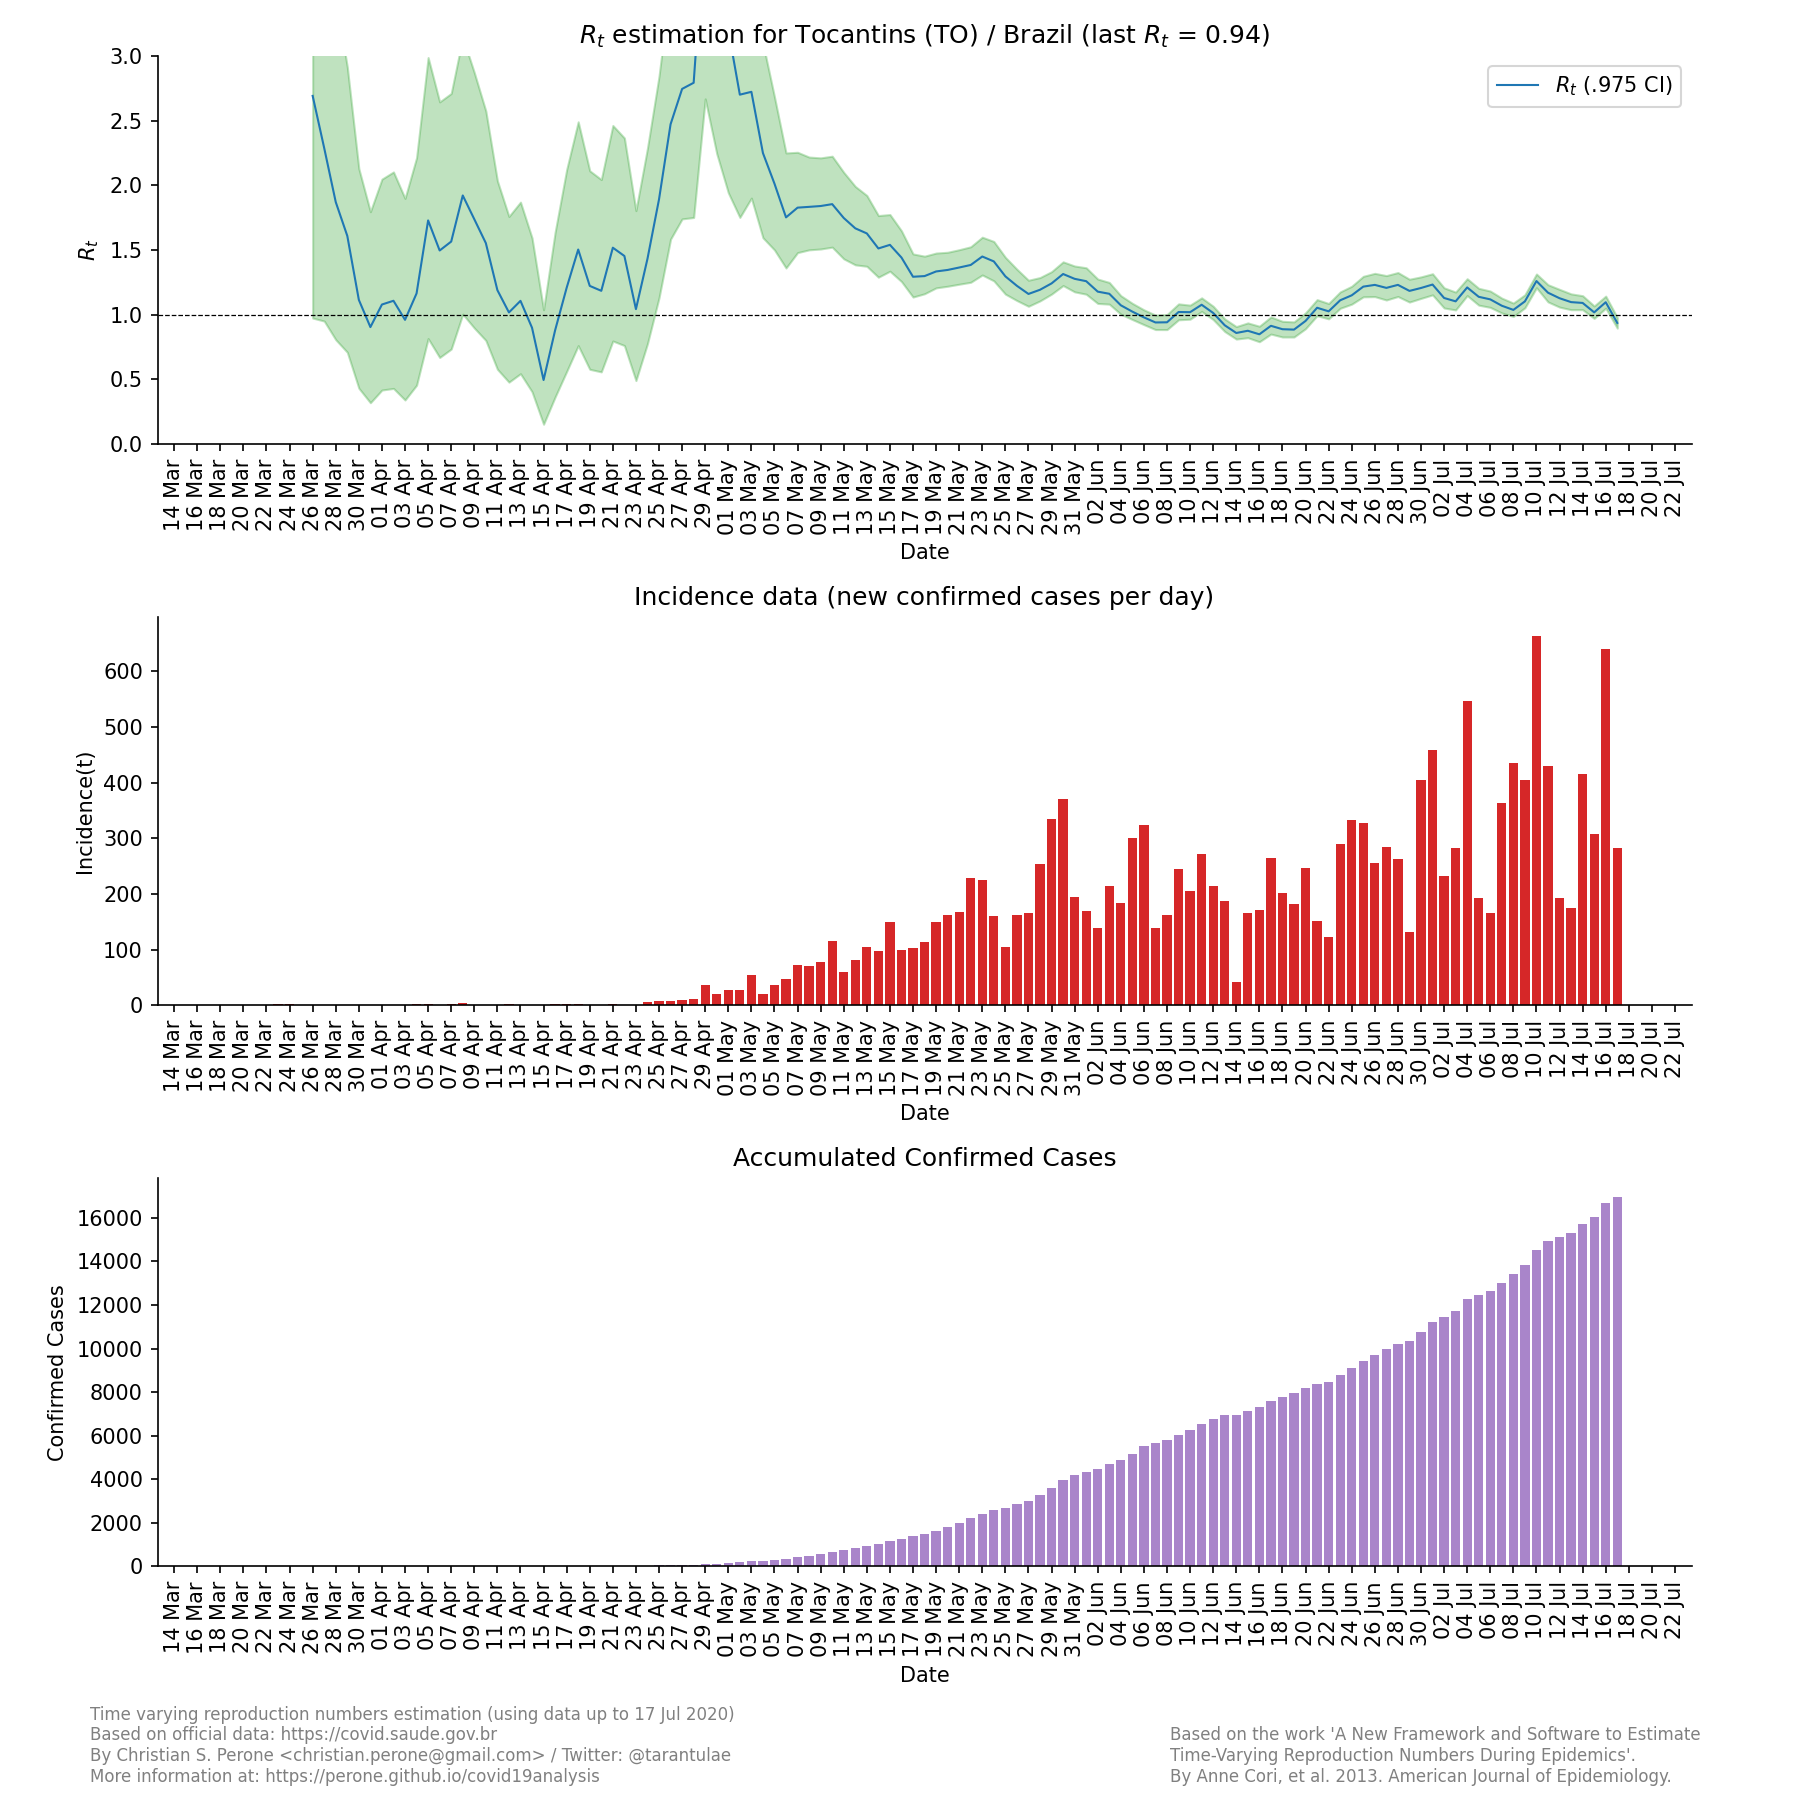 Rt estimation for Tocantins (TO) / Brazil (last Rt = 0.94)
Rt (.975 CI)
Rt
3.0
2.5
2.0
1.5
1.0
0.5
0.0
14 Mar 16 Mar 18 Mar 20 Mar 22 Mar 24 Mar 26 Mar 28 Mar 30 Mar 01 Apr 03 Apr 05 Apr 07 Apr 09 Apr 11 Apr 13 Apr 15 Apr 17 Apr 19 Apr 21 Apr 23 Apr 25 Apr 27 Apr 29 Apr 01 May 03 May 05 May 07 May 09 May 11 May 13 May 15 May 17 May 19 May 21 May 23 May 25 May 27 May 29 May 31 May 02 Jun 04 Jun 06 Jun 08 Jun 10 Jun 12 Jun 14 Jun 16 Jun 18 Jun 20 Jun 22 Jun 24 Jun 26 Jun 28 Jun 30 Jun 02 Jul 04 Jul 06 Jul 08 Jul 10 Jul 12 Jul 14 Jul 16 Jul 18 Jul 20 Jul 22 Jul
Date
Incidence data (new confirmed cases per day)
Incidence(t)
600
500
400
300
200
100
0
14 Mar 16 Mar 18 Mar 20 Mar 22 Mar 24 Mar 26 Mar 28 Mar 30 Mar 01 Apr 03 Apr 05 Apr 07 Apr 09 Apr 11 Apr 13 Apr 15 Apr 17 Apr 19 Apr 21 Apr 23 Apr 25 Apr 27 Apr 29 Apr 01 May 03 May 05 May 07 May 09 May 11 May 13 May 15 May 17 May 19 May 21 May 23 May 25 May 27 May 29 May 31 May 02 Jun 04 Jun 06 Jun 08 Jun 10 Jun 12 Jun 14 Jun 16 Jun 18 Jun 20 Jun 22 Jun 24 Jun 26 Jun 28 Jun 30 Jun 02 Jul 04 Jul 06 Jul 08 Jul 10 Jul 12 Jul 14 Jul 16 Jul 18 Jul 20 Jul 22 Jul
Date
Accumulated Confirmed Cases
Confirmed Cases
16000
14000
12000
10000
8000
6000
4000
2000
0
14 Mar 16 Mar 18 Mar 20 Mar 22 Mar 24 Mar 26 Mar 28 Mar 30 Mar 01 Apr 03 Apr 05 Apr 07 Apr 09 Apr 11 Apr 13 Apr 15 Apr 17 Apr 19 Apr 21 Apr 23 Apr 25 Apr 27 Apr 29 Apr 01 May 03 May 05 May 07 May 09 May 11 May 13 May 15 May 17 May 19 May 21 May 23 May 25 May 27 May 29 May 31 May 02 Jun 04 Jun 06 Jun 08 Jun 10 Jun 12 Jun 14 Jun 16 Jun 18 Jun 20 Jun 22 Jun 24 Jun 26 Jun 28 Jun 30 Jun 02 Jul 04 Jul 06 Jul 08 Jul 10 Jul 12 Jul 14 Jul 16 Jul 18 Jul 20 Jul 22 Jul
Date
Time varying reproduction numbers estimation (using data up to 17 Jul 2020)
Based on official data: https://covid.saude.gov.br
By Christian S. Perone <christian.perone@gmail.com> / Twitter: @tarantulae
More information at: https://perone.github.io/covid19analysis
Based on the work 'A New Framework and Software to Estimate
Time-Varying Reproduction Numbers During Epidemics'.
By Anne Cori, et al. 2013. American Journal of Epidemiology.